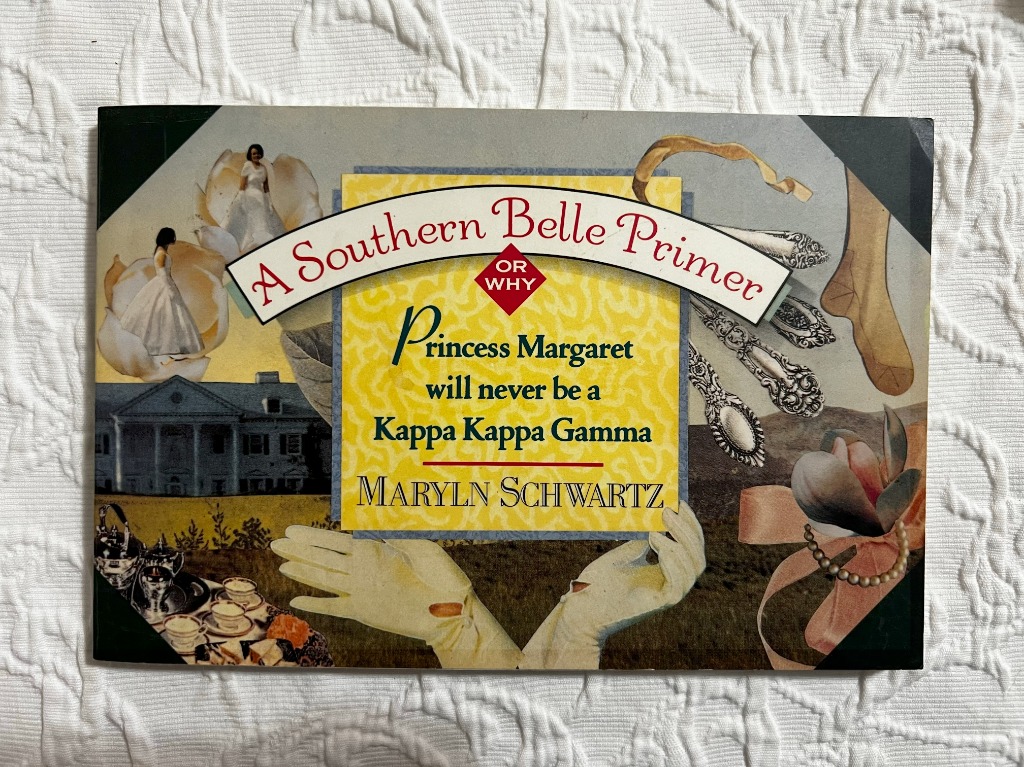 A Southern Belle Primer
OR
WHY
Princess Margaret
will never be a
Kappa Kappa Gamma
MARYLN SCHWARTZ